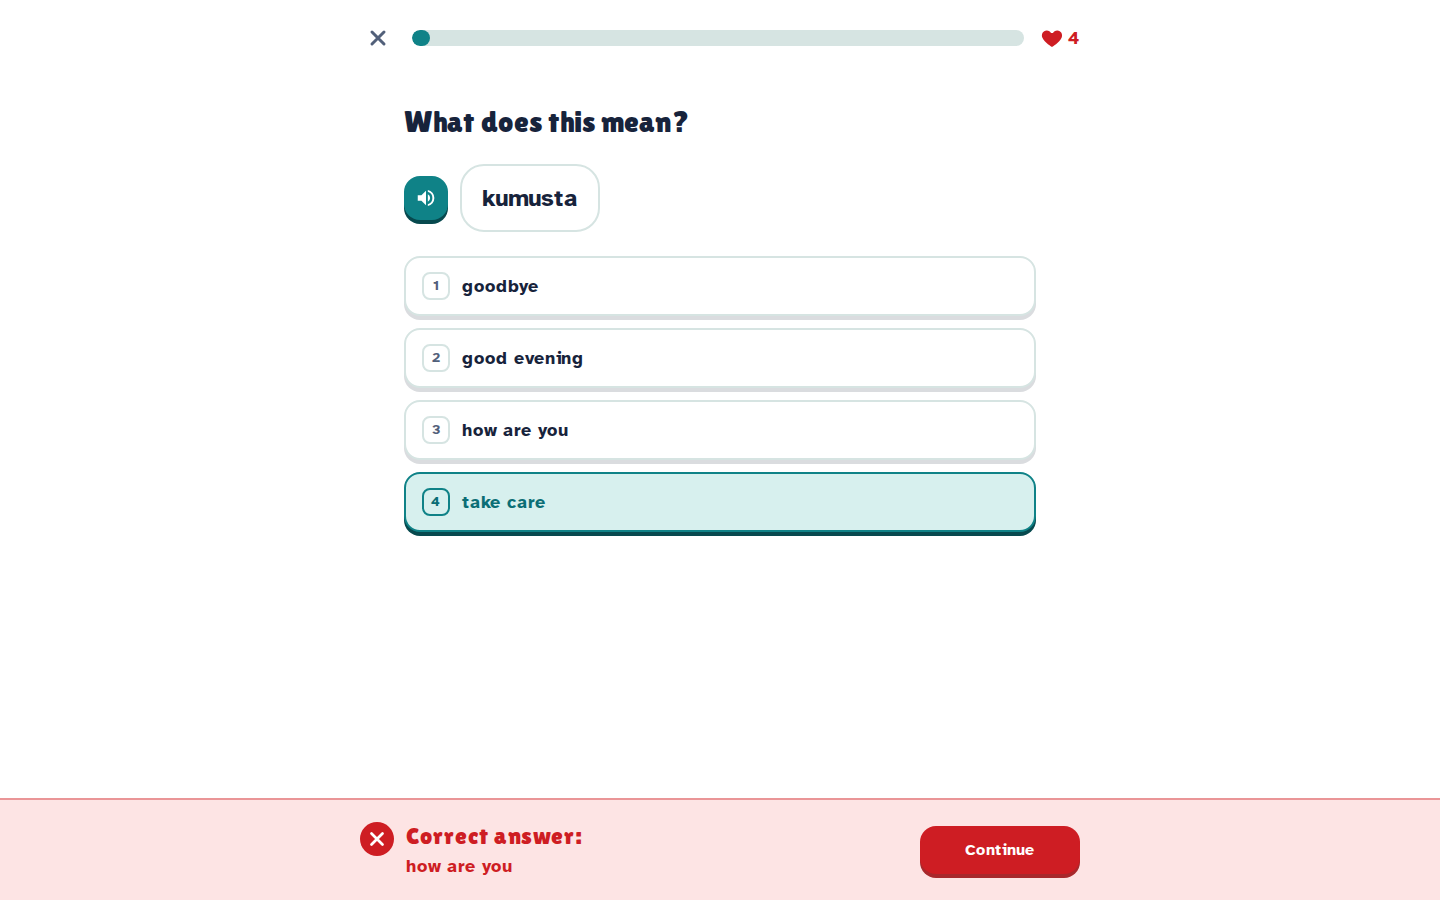 4
What does this mean?
kumusta
1 goodbye
2 good evening
3 how are you
4 take care
Correct answer:
how are you
Continue